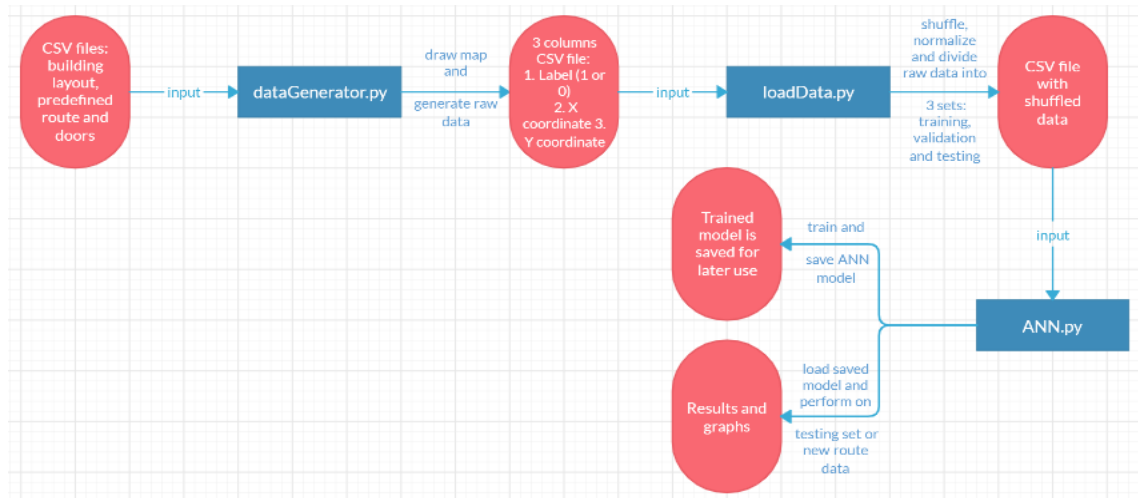 CSV files:
building
layout,
predefined
route and
doors
input
dataGenerator.py
draw map
and
generate raw
data
3 columns
CSV file:
1. Label (1 or
0)
2. X
coordinate 3.
Y coordinate
input
loadData.py
shuffle,
normalize
and divide
raw data into
3 sets:
training,
validation
and testing
CSV file
with
shuffled
data
input
ANN.py
train and
save ANN
model
Trained
model is
saved for
later use
load saved
model and
perform on
testing set or
new route
data
Results and
graphs